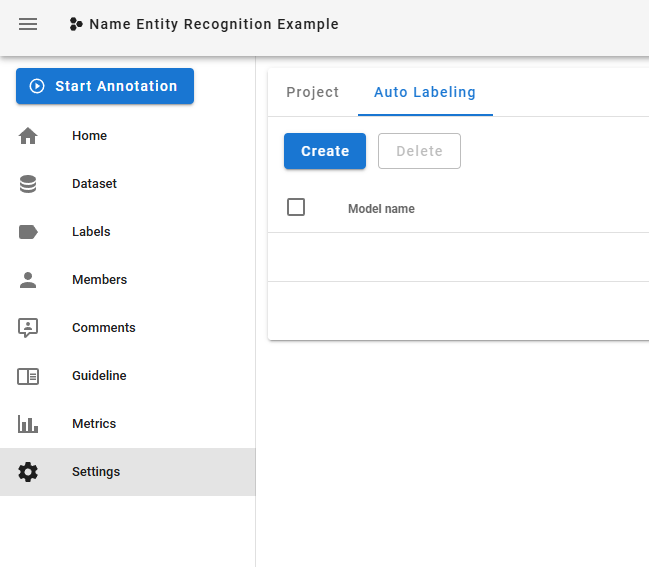 Name Entity Recognition Example
Start Annotation
Home
Dataset
Labels
Members
Comments
Guideline
Metrics
Settings
Project Auto Labeling
Create Delete
Model name